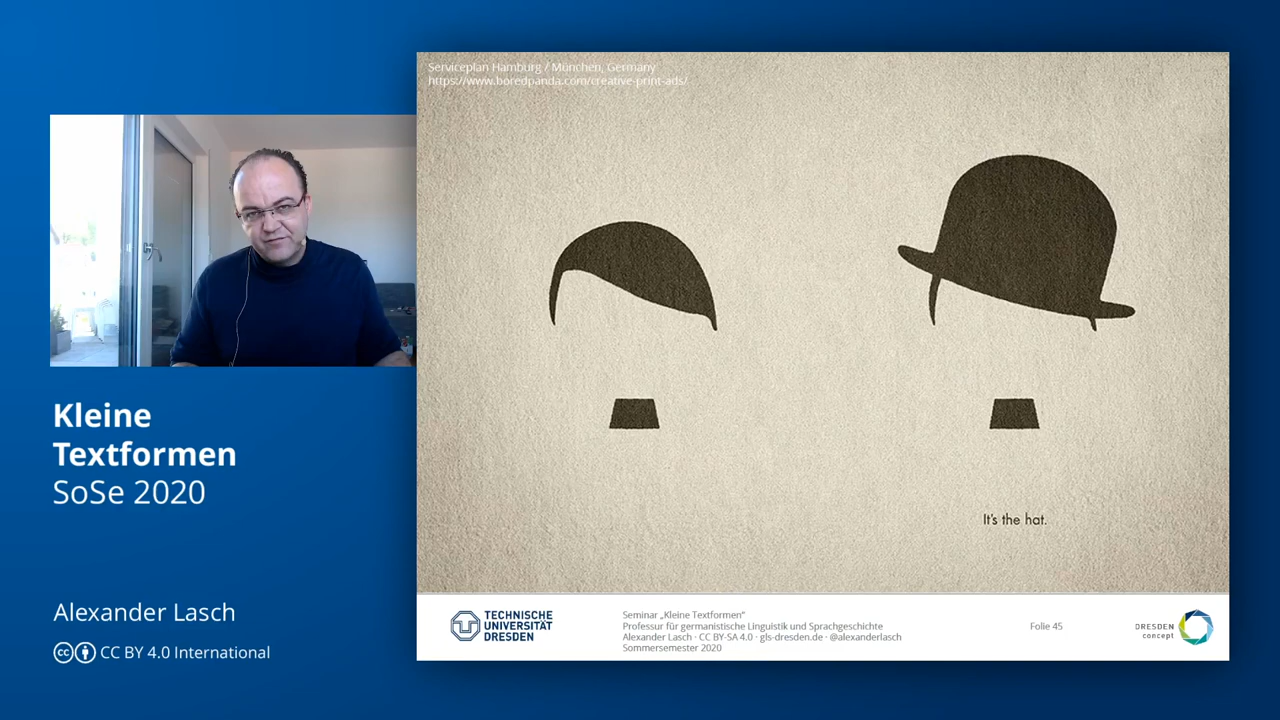 Serviceplan Hamburg / München, Germany
https://www.boredpanda.com/creative-print-ads/
Kleine
Textformen
SoSe 2020
Alexander Lasch
CC BY 4.0 International
It's the hat.
TECHNISCHE
UNIVERSITÄT
DRESDEN
Seminar „Kleine Textformen“
Professur für germanistische Linguistik und Sprachgeschichte
Alexander Lasch · CC BY-SA 4.0 · gls-dresden.de · @alexanderlasch
Sommersemester 2020
Folie 45
DRESDEN
concept